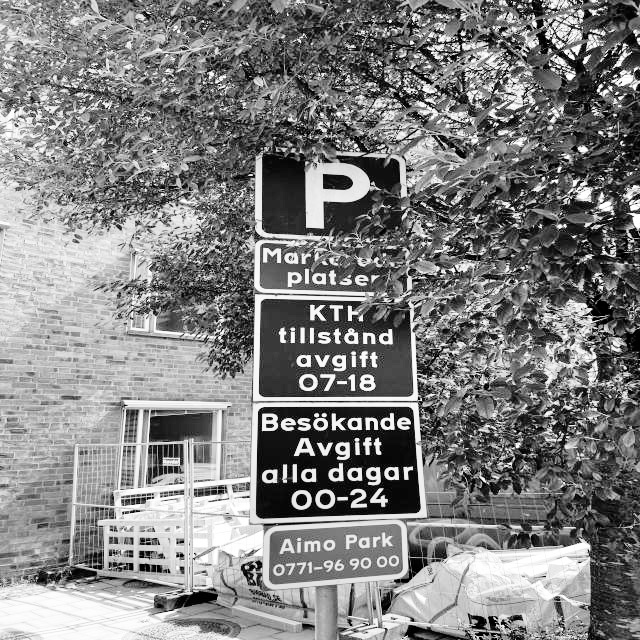 P
platser
KTH
tillstånd
avgift
07-18
Besökande
Avgift
alla dagar
00-24
Aimo Park
0771-96 90 00